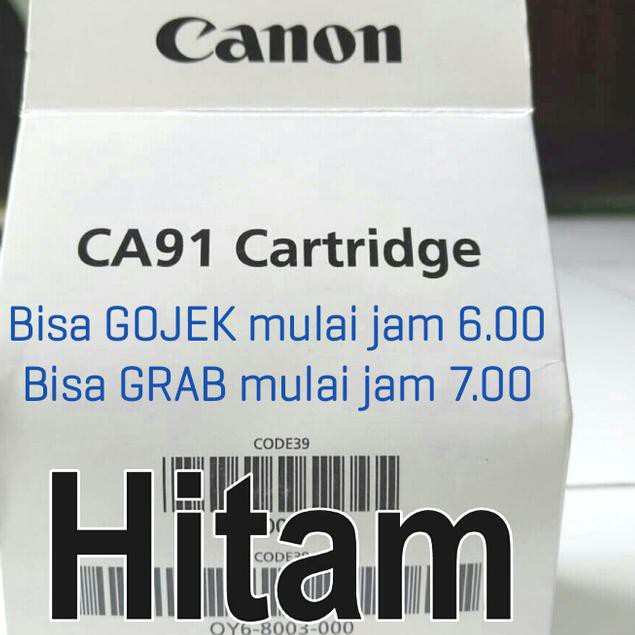 Canon
CA91 Cartridge
Bisa GOJEK mulai jam 6.00
Bisa GRAB mulai jam 7.00
CODE39
Hitam
CODE39
QY6-8003-000